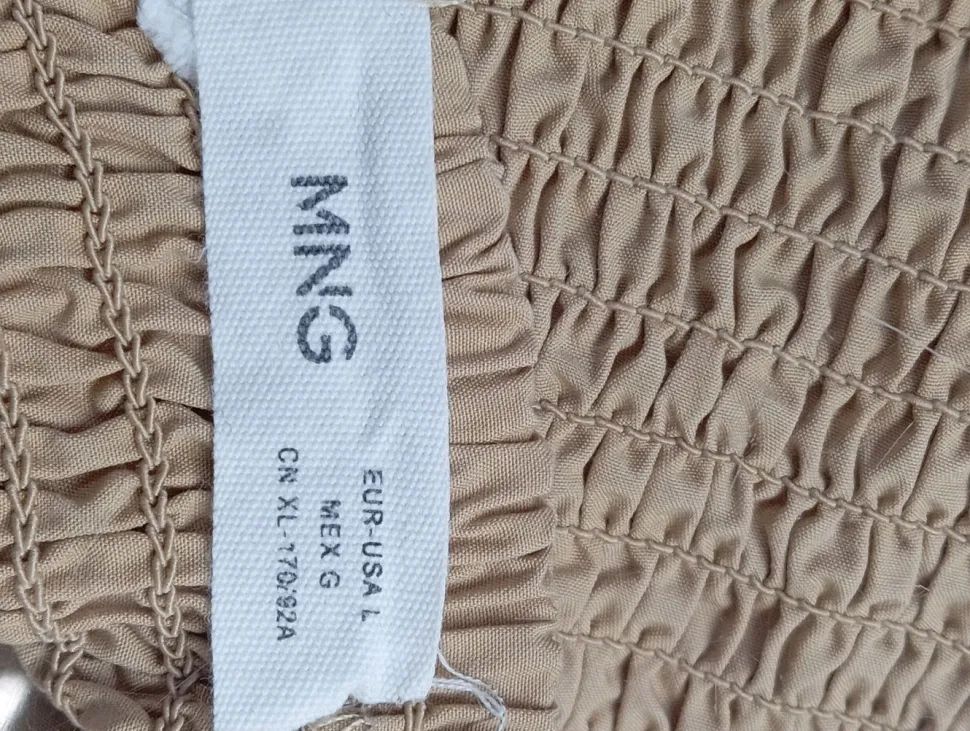 MNG
EUR-USA L
MEX G
CN XL-170/92A